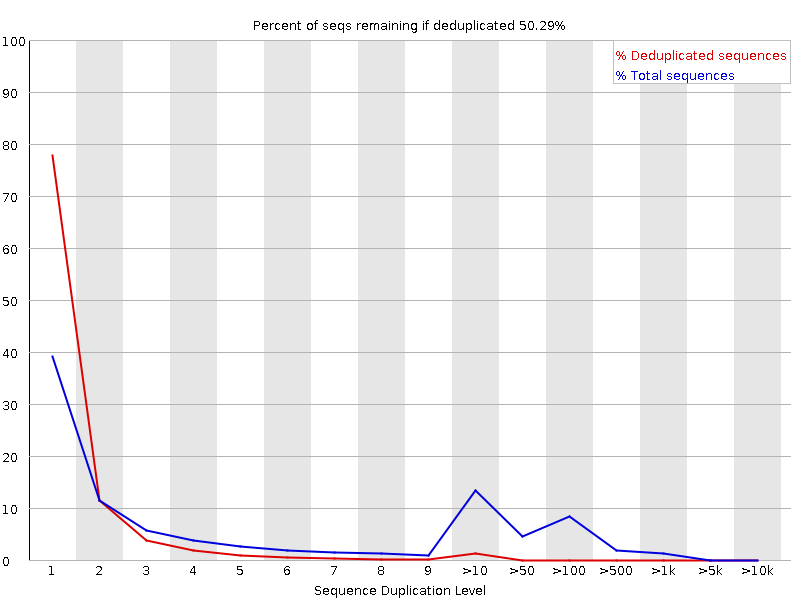 Percent of seqs remaining if deduplicated 50.29%
% Deduplicated sequences
% Total sequences
100
90
80
70
60
50
40
30
20
10
0
1 2 3 4 5 6 7 8 9 >10 >50 >100 >500 >1k >5k >10k
Sequence Duplication Level